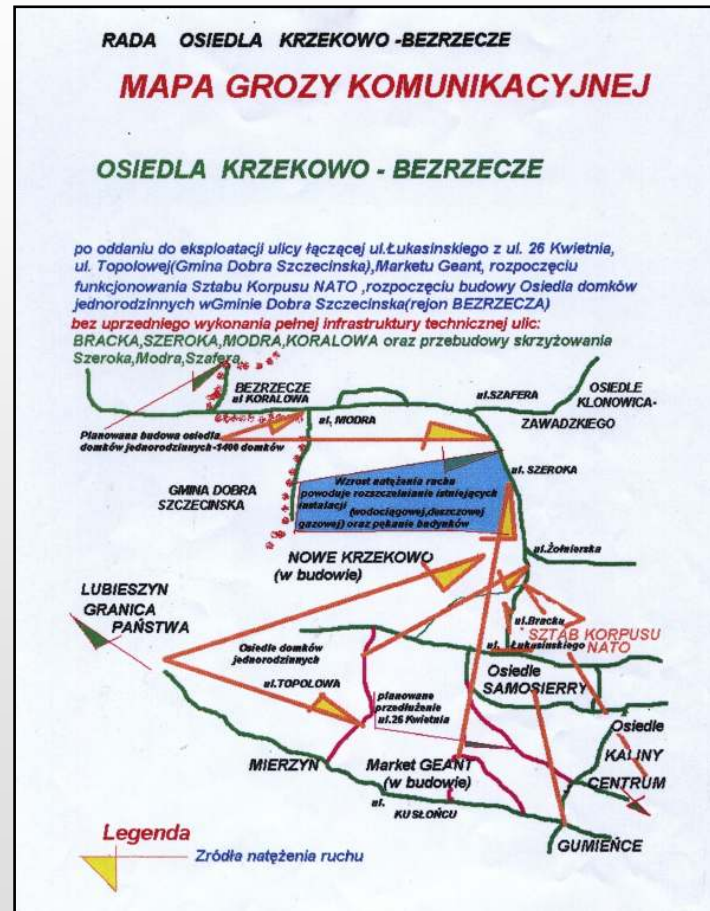 RADA OSIEDLA KRZEKOWO -BEZRZECZE
MAPA GROZY KOMUNIKACYJNEJ
OSIEDLA KRZEKOWO - BEZRZECZE
po oddaniu do eksploatacji ulicy łączącej ul.Łukasinskiego z ul. 26 Kwietnia,
ul. Topolowej(Gmina Dobra Szczecinska),Marketu Geant, rozpoczęciu
funkcjonowania Sztabu Korpusu NATO ,rozpoczęciu budowy Osiedla domków
jednorodzinnych wGminie Dobra Szczecinska(rejon BEZRZECZA)
bez uprzedniego wykonania pełnej infrastruktury technicznej ulic:
BRACKA,SZEROKA,MODRA,KORALOWA oraz przebudowy skrzyżowania
Szeroka,Modra,Szafera
BEZRZECZE
ul KORALOWA
ul.SZAFERA
OSIEDLE
KLONOWICA-
ZAWADZKIEGO
ul, MODRA
Planowana budowa osiedla
domków jednorodzinnych-1400 domków
ul. SZEROKA
GMINA DOBRA
SZCZECINSKA
Wzrost natężenia ruchu
powoduje rozszczelnianie istniejących
instalacji
(wodociągowej,deszczowej
gazowej) oraz pękanie budynków
NOWE KRZEKOWO
(w budowie)
ul.Żołnierska
LUBIESZYN
GRANICA
PAŃSTWA
ul.Bracka
SZTAB KORPUSU
NATO
ul. Łukasinskiego
Osiedle domków
jednorodzinnych
Osiedle
SAMOSIERRY
ul.TOPOLOWA
planowane
przedłużenie
ul.26 Kwietnia
Osiedle
KALINY
CENTRUM
MIERZYN
Market GEANT
(w budowie)
ul.
KUSŁOŃCU
GUMIEŃCE
Legenda
Zródła natężenia ruchu